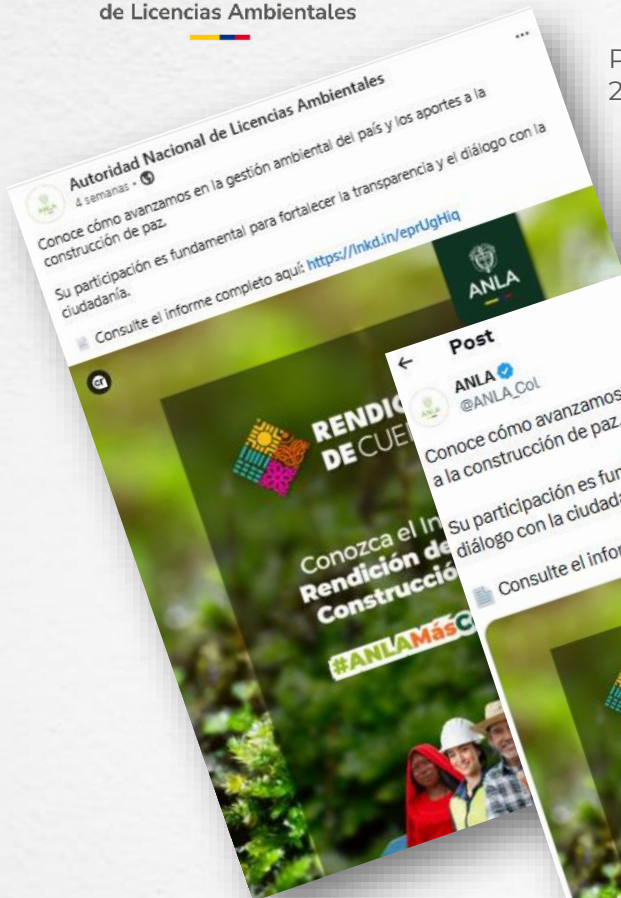 de Licencias Ambientales
P
2
Autoridad Nacional de Licencias Ambientales
4 semanas •
Conoce cómo avanzamos en la gestión ambiental del país y los aportes a la
construcción de paz.
Su participación es fundamental para fortalecer la transparencia y el diálogo con la
ciudadanía.
Consulte el informe completo aquí: https://lnkd.in/eprUgHiq
ANLA
RENDIC
DE CUE
Conozca el In
Rendición de
Construcció
#ANLAMásC
Post
ANLA
@ANLA_Col
Conoce cómo avanzamos
a la construcción de paz.
Su participación es fun
diálogo con la ciudada
Consulte el infor